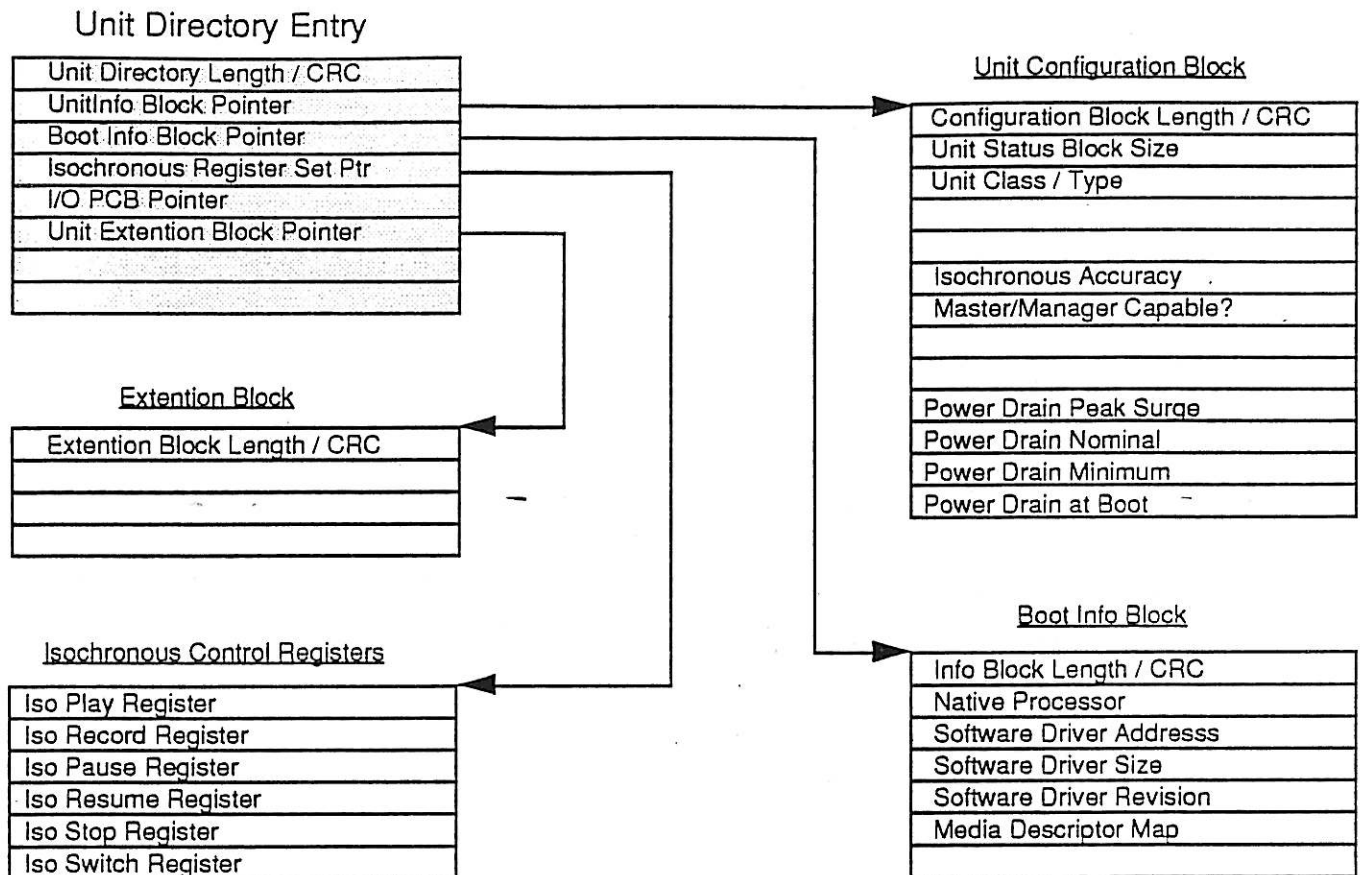 Unit Directory Entry
Unit Directory Length / CRC
UnitInfo Block Pointer
Boot Info Block Pointer
Isochronous Register Set Ptr
I/O PCB Pointer
Unit Extention Block Pointer
Extention Block
Extention Block Length / CRC
Isochronous Control Registers
Iso Play Register
Iso Record Register
Iso Pause Register
Iso Resume Register
Iso Stop Register
Iso Switch Register
Unit Configuration Block
Configuration Block Length / CRC
Unit Status Block Size
Unit Class / Type
Isochronous Accuracy
Master/Manager Capable?
Power Drain Peak Surge
Power Drain Nominal
Power Drain Minimum
Power Drain at Boot
Boot Info Block
Info Block Length / CRC
Native Processor
Software Driver Addresss
Software Driver Size
Software Driver Revision
Media Descriptor Map